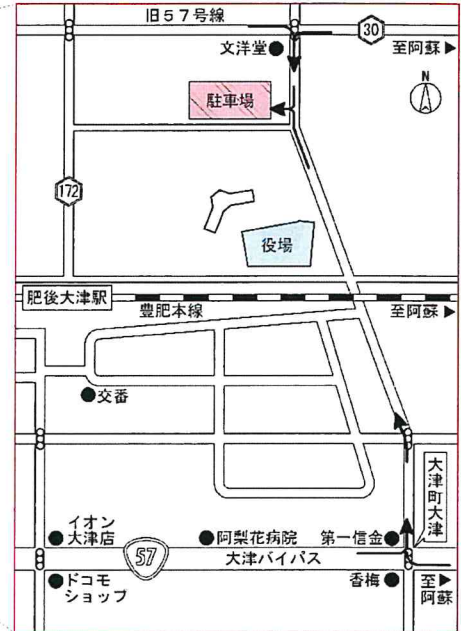 旧57号線
30
文洋堂
至阿蘇
N
駐車場
172
役場
肥後大津駅
豊肥本線
至阿蘇
交番
大津町大津
イオン
大津店
阿梨花病院
第一信金
57
大津バイパス
ドコモ
ショップ
香梅
至
阿蘇